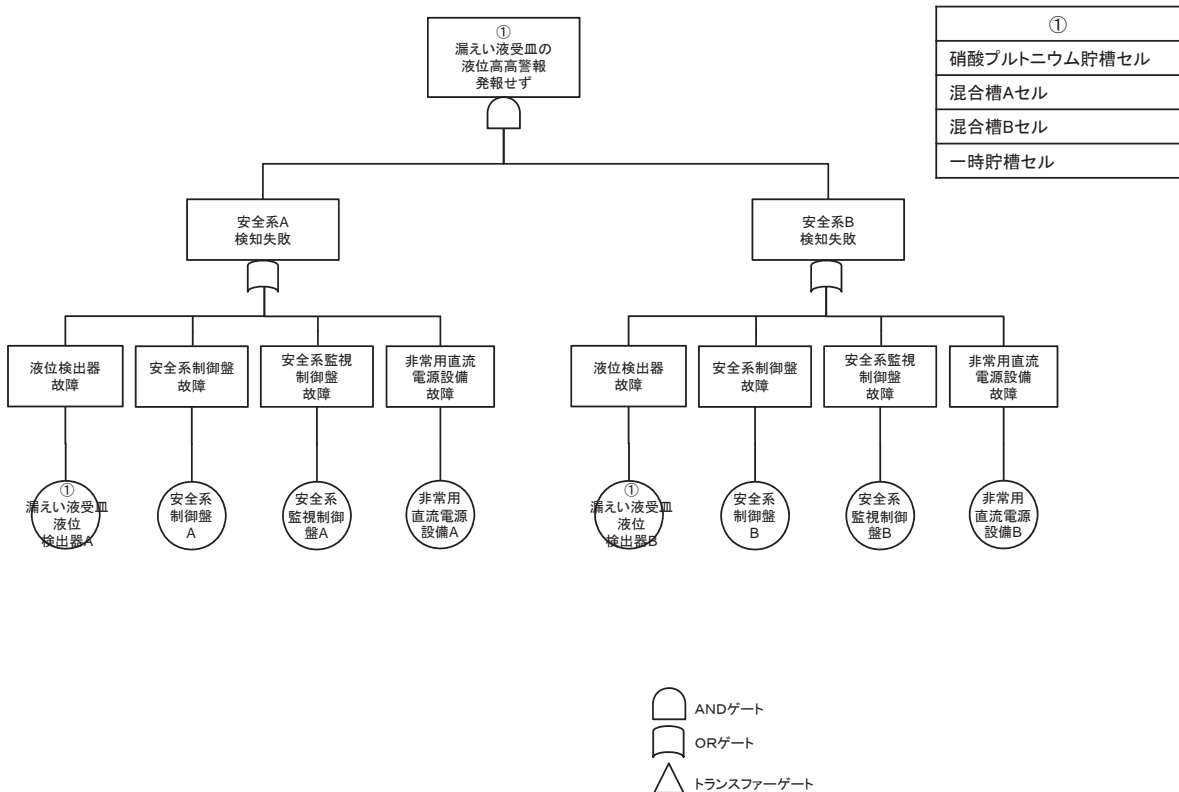 ①
漏えい液受皿の
液位高高警報
発報せず
①
硝酸プルトニウム貯槽セル
混合槽Aセル
混合槽Bセル
一時貯槽セル
安全系A
検知失敗
安全系B
検知失敗
液位検出器
故障
安全系制御盤
故障
安全系監視
制御盤
故障
非常用直流
電源設備
故障
液位検出器
故障
安全系制御盤
故障
安全系監視
制御盤
故障
非常用直流
電源設備
故障
①
漏えい液受皿
液位
検出器A
安全系
制御盤
A
安全系
監視制御
盤A
非常用
直流電源
設備A
①
漏えい液受皿
液位
検出器B
安全系
制御盤
B
安全系
監視制御
盤B
非常用
直流電源
設備B
ANDゲート
ORゲート
トランスファーゲート